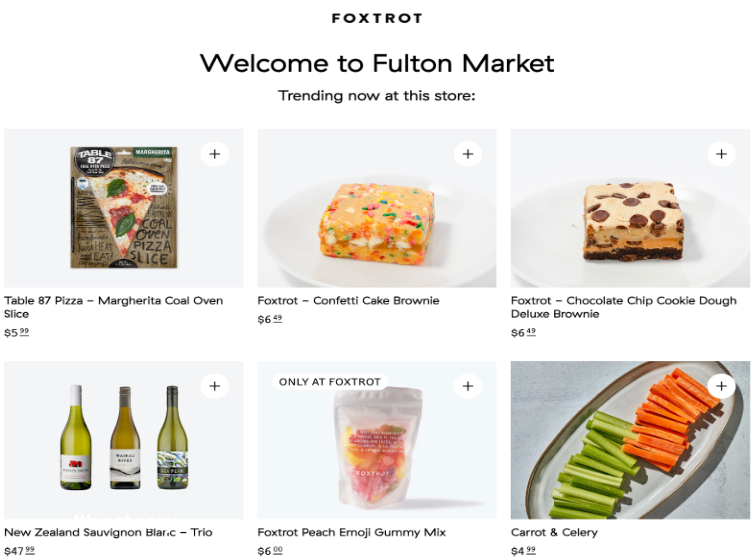 FOXTROT
Welcome to Fulton Market
Trending now at this store:
TABLE
87
MARGHERITA
COAL
OVEN
PIZZA
SLICE
Table 87 Pizza – Margherita Coal Oven
Slice
$5 99
Foxtrot – Confetti Cake Brownie
$6 49
Foxtrot – Chocolate Chip Cookie Dough
Deluxe Brownie
$6 49
WAIRAU
RIVER
New Zealand Sauvignon Blanc – Trio
$47 99
ONLY AT FOXTROT
FOXTROT
Foxtrot Peach Emoji Gummy Mix
$6 00
Carrot & Celery
$4 99